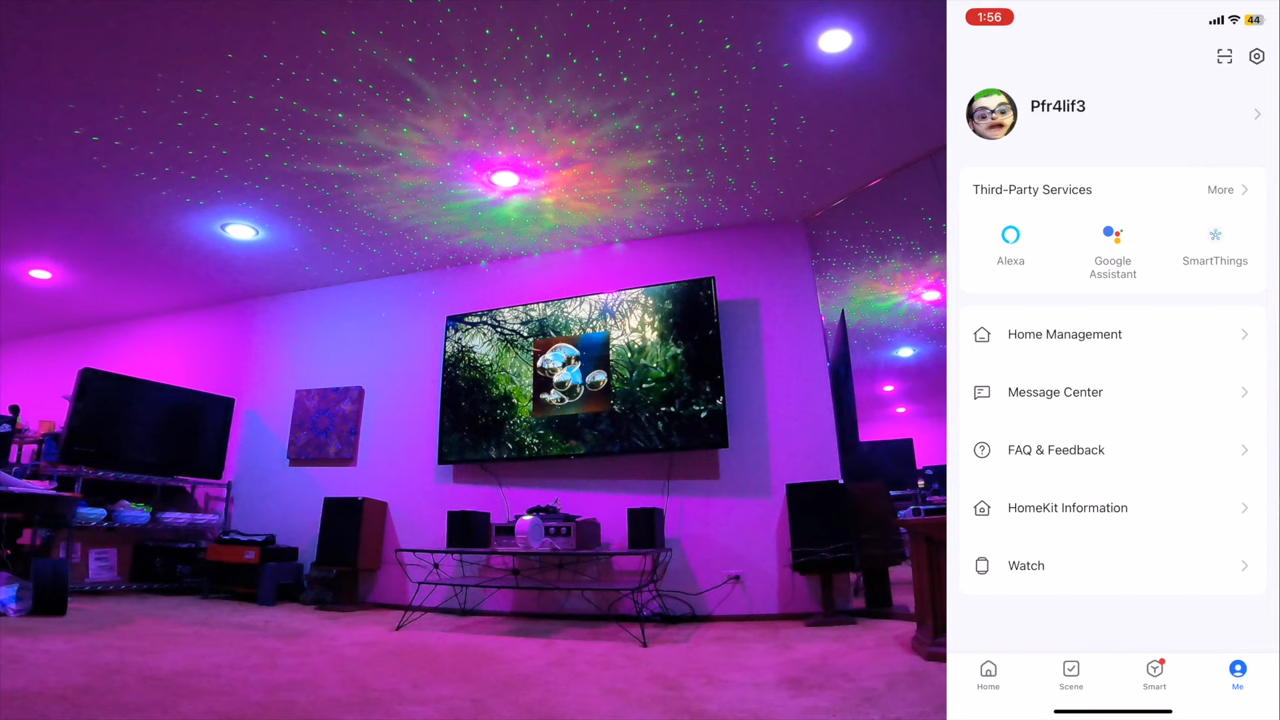 1:56
44
Pfr4lif3
Third-Party Services
More
Alexa
Google
Assistant
SmartThings
Home Management
Message Center
FAQ & Feedback
HomeKit Information
Watch
Home
Scene
Smart
Me